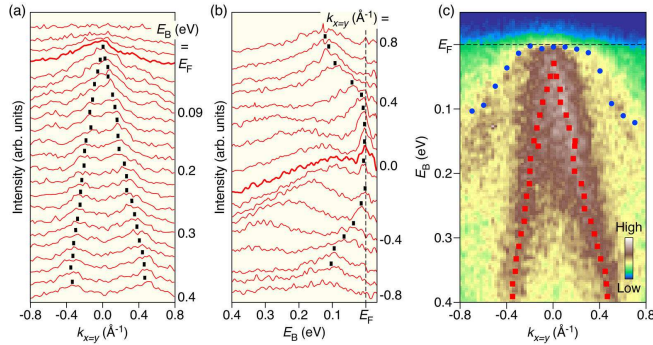 (a)
E_B (eV)
= E_F
0.09
0.2
0.3
0.4
Intensity (arb. units)
-0.8 -0.4 0.0 0.4 0.8
k_x=y (Å⁻¹)
(b)
k_x=y (Å⁻¹) =
0.8
0.4
0.0
-0.4
-0.8
Intensity (arb. units)
0.4 0.3 0.2 0.1 E_F
E_B (eV)
(c)
E_F
0.1
0.2
0.3
0.4
E_B (eV)
High
Low
-0.8 -0.4 0.0 0.4 0.8
k_x=y (Å⁻¹)